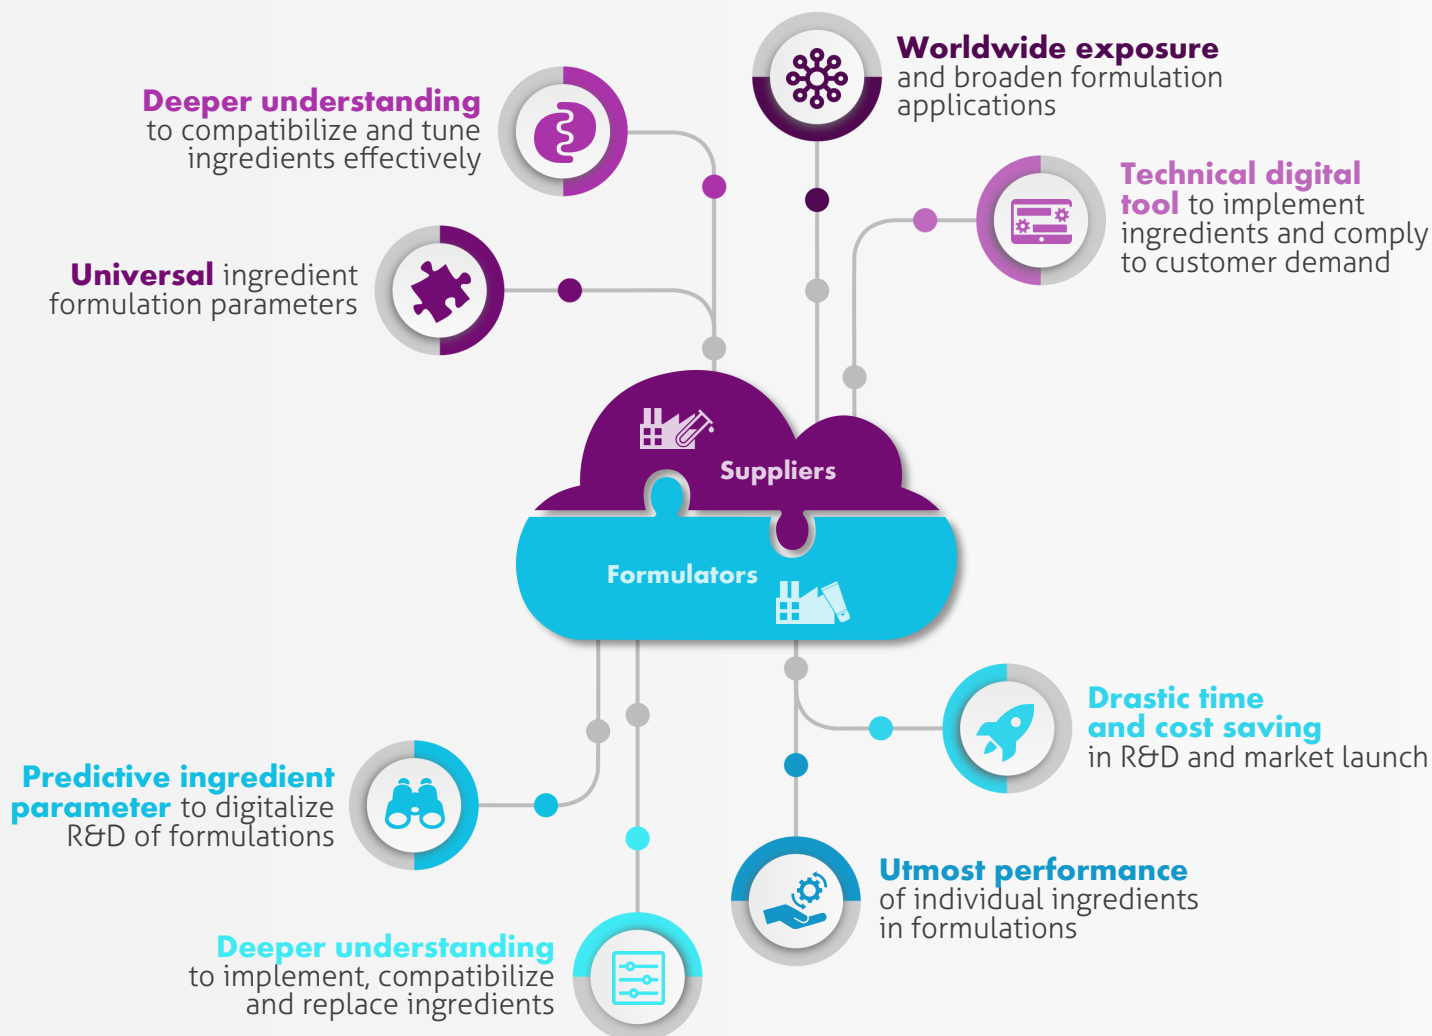 Worldwide exposure
and broaden formulation
applications
Deeper understanding
to compatibilize and tune
ingredients effectively
Technical digital
tool to implement
ingredients and comply
to customer demand
Universal ingredient
formulation parameters
Suppliers
Formulators
Drastic time
and cost saving
in R&D and market launch
Predictive ingredient
parameter to digitalize
R&D of formulations
Utmost performance
of individual ingredients
in formulations
Deeper understanding
to implement, compatibilize
and replace ingredients